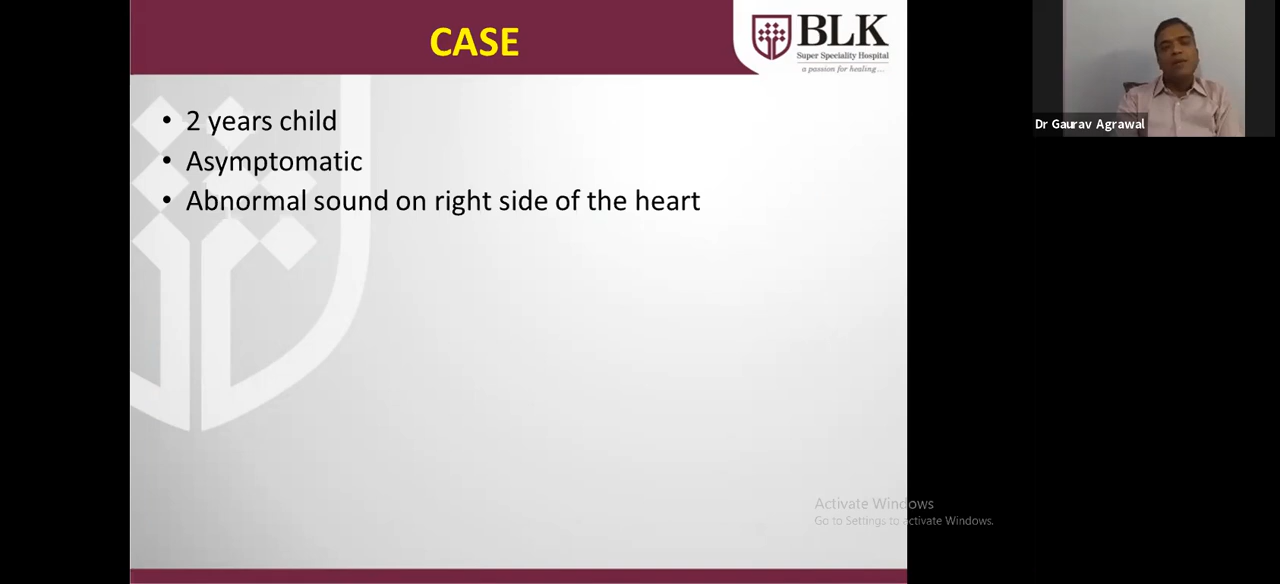 CASE
BLK
Super Speciality Hospital
a passion for healing...
Dr Gaurav Agrawal
• 2 years child
• Asymptomatic
• Abnormal sound on right side of the heart
Activate Windows
Go to Settings to activate Windows.